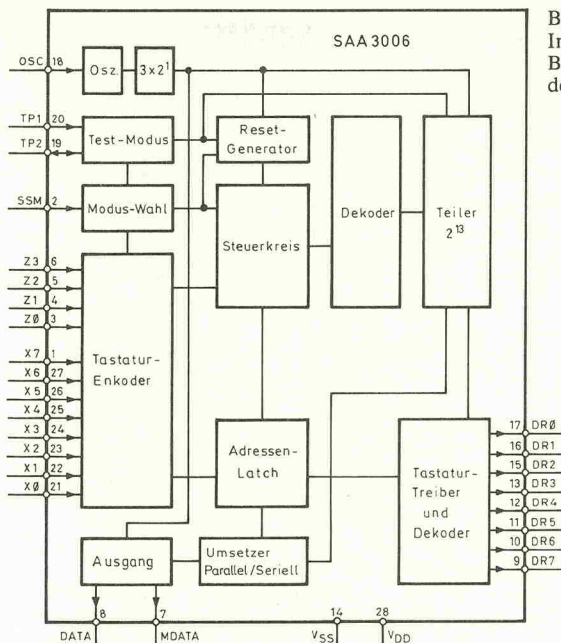 SAA3006
OSC 18
Osz.
3x2¹
TP1 20
TP2 19
Test-Modus
Reset-
Generator
SSM 2
Modus-Wahl
Steuerkreis
Dekoder
Teiler
2¹³
Z3 6
Z2 5
Z1 4
ZØ 3
X7 1
X6 27
X5 26
X4 25
X3 24
X2 23
X1 22
XØ 21
Tastatur-
Enkoder
Adressen-
Latch
Tastatur-
Treiber
und
Dekoder
17 DRØ
16 DR1
15 DR2
13 DR3
12 DR4
11 DR5
10 DR6
9 DR7
Ausgang
Umsetzer
Parallel/Seriell
8
7
14
28
DATA
MDATA
VSS
VDD
B
In
B
de